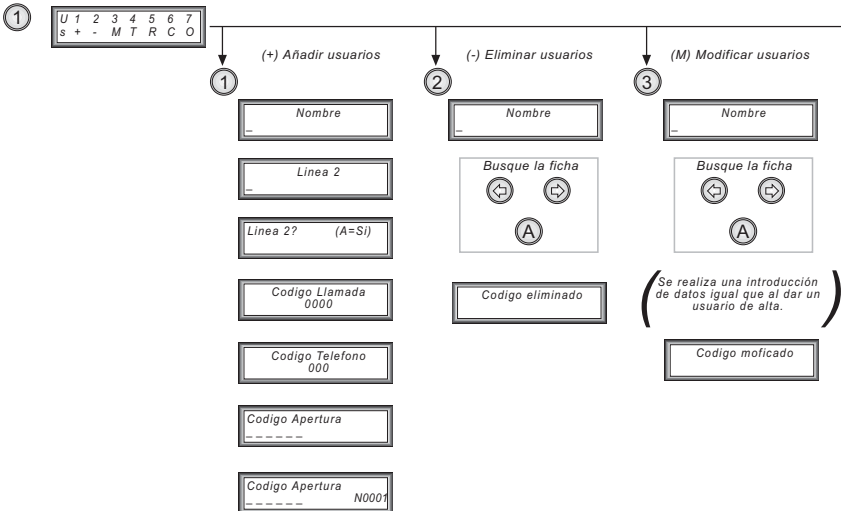 1
U 1 2 3 4 5 6 7
s + - M T R C O
(+) Añadir usuarios
1
Nombre
_
Linea 2
_
Linea 2? (A=Si)
Codigo Llamada
0000
Codigo Telefono
000
Codigo Apertura
_ _ _ _ _ _
Codigo Apertura
_ _ _ _ _ _ N0001
(-) Eliminar usuarios
2
Nombre
_
Busque la ficha
A
Codigo eliminado
(M) Modificar usuarios
3
Nombre
_
Busque la ficha
A
(Se realiza una introducción
de datos igual que al dar un
usuario de alta.)
Codigo moficado